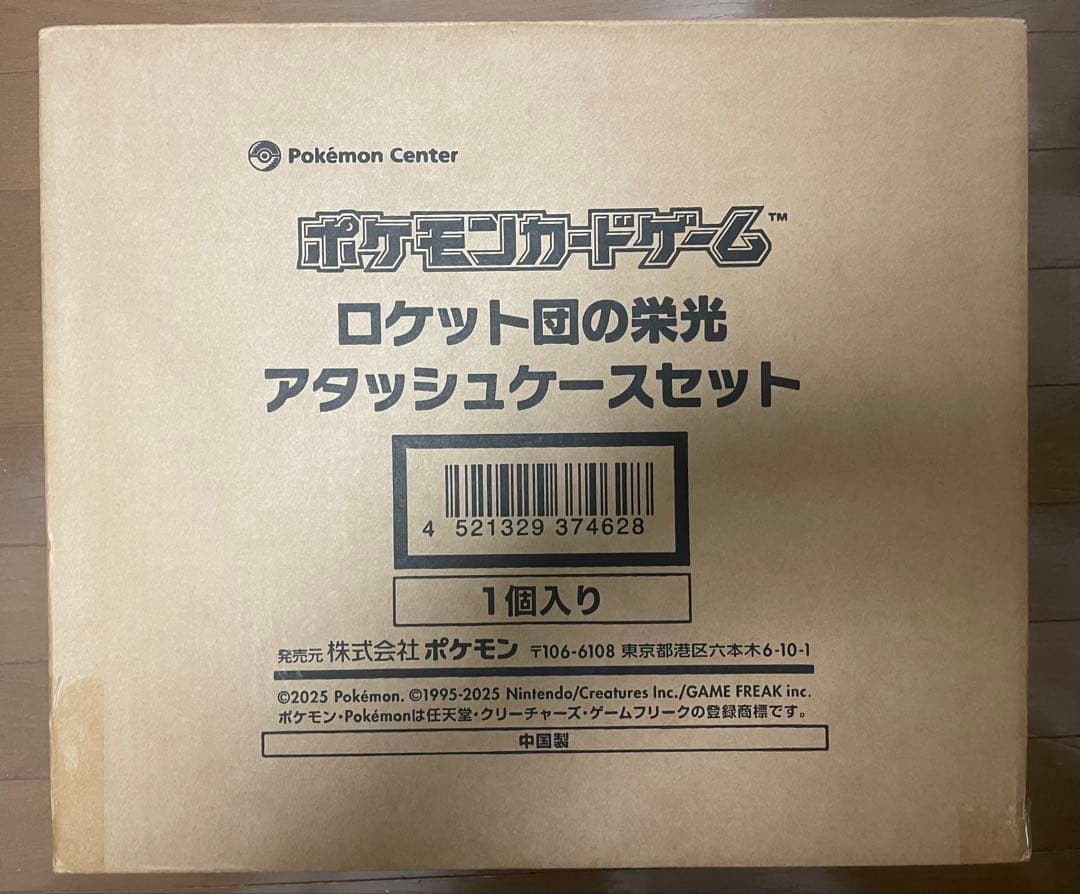 Pokémon Center
ポケモンカードゲーム™
ロケット団の栄光
アタッシュケースセット
4 521329 374628
1個入り
発売元 株式会社 ポケモン 〒106-6108 東京都港区六本木6-10-1
©2025 Pokémon. ©1995-2025 Nintendo/Creatures Inc./GAME FREAK inc.
ポケモン・Pokémonは任天堂・クリーチャーズ・ゲームフリークの登録商標です。
中国製